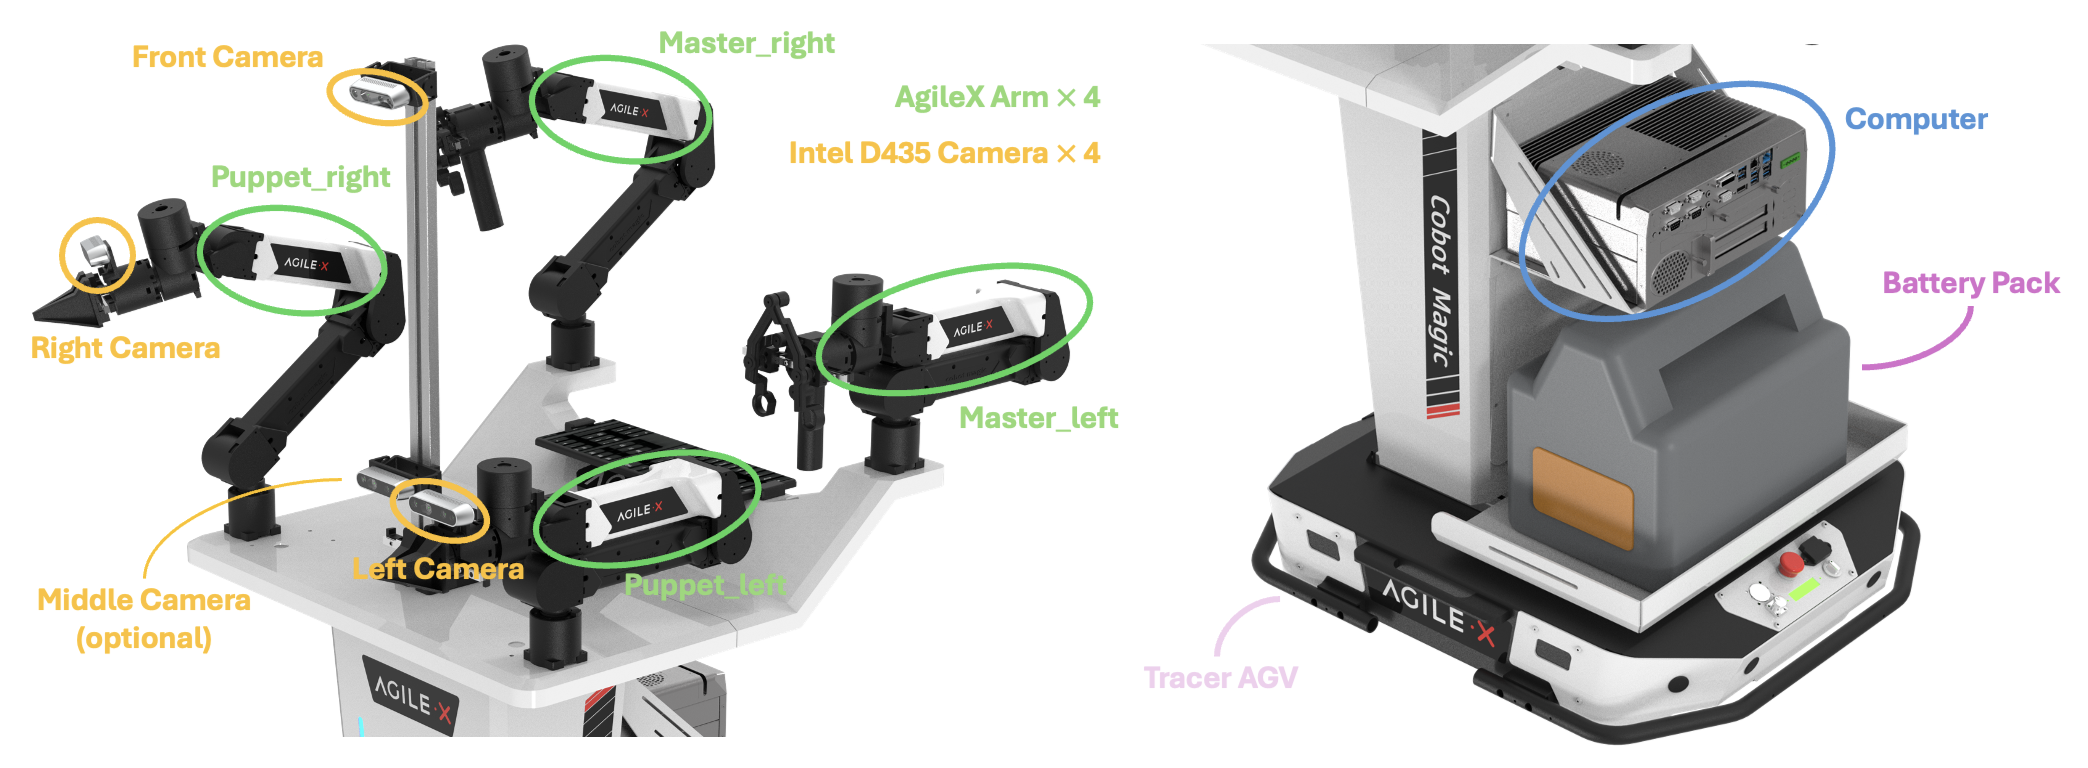 Front Camera
Master_right
AgileX Arm × 4
Intel D435 Camera × 4
AGILE·X
Puppet_right
AGILE·X
Right Camera
AGILE·X
Master_left
AGILE·X
Left Camera
Puppet_left
Middle Camera
(optional)
AGILE·X
Computer
Cobot Magic
Battery Pack
AGILE·X
Tracer AGV